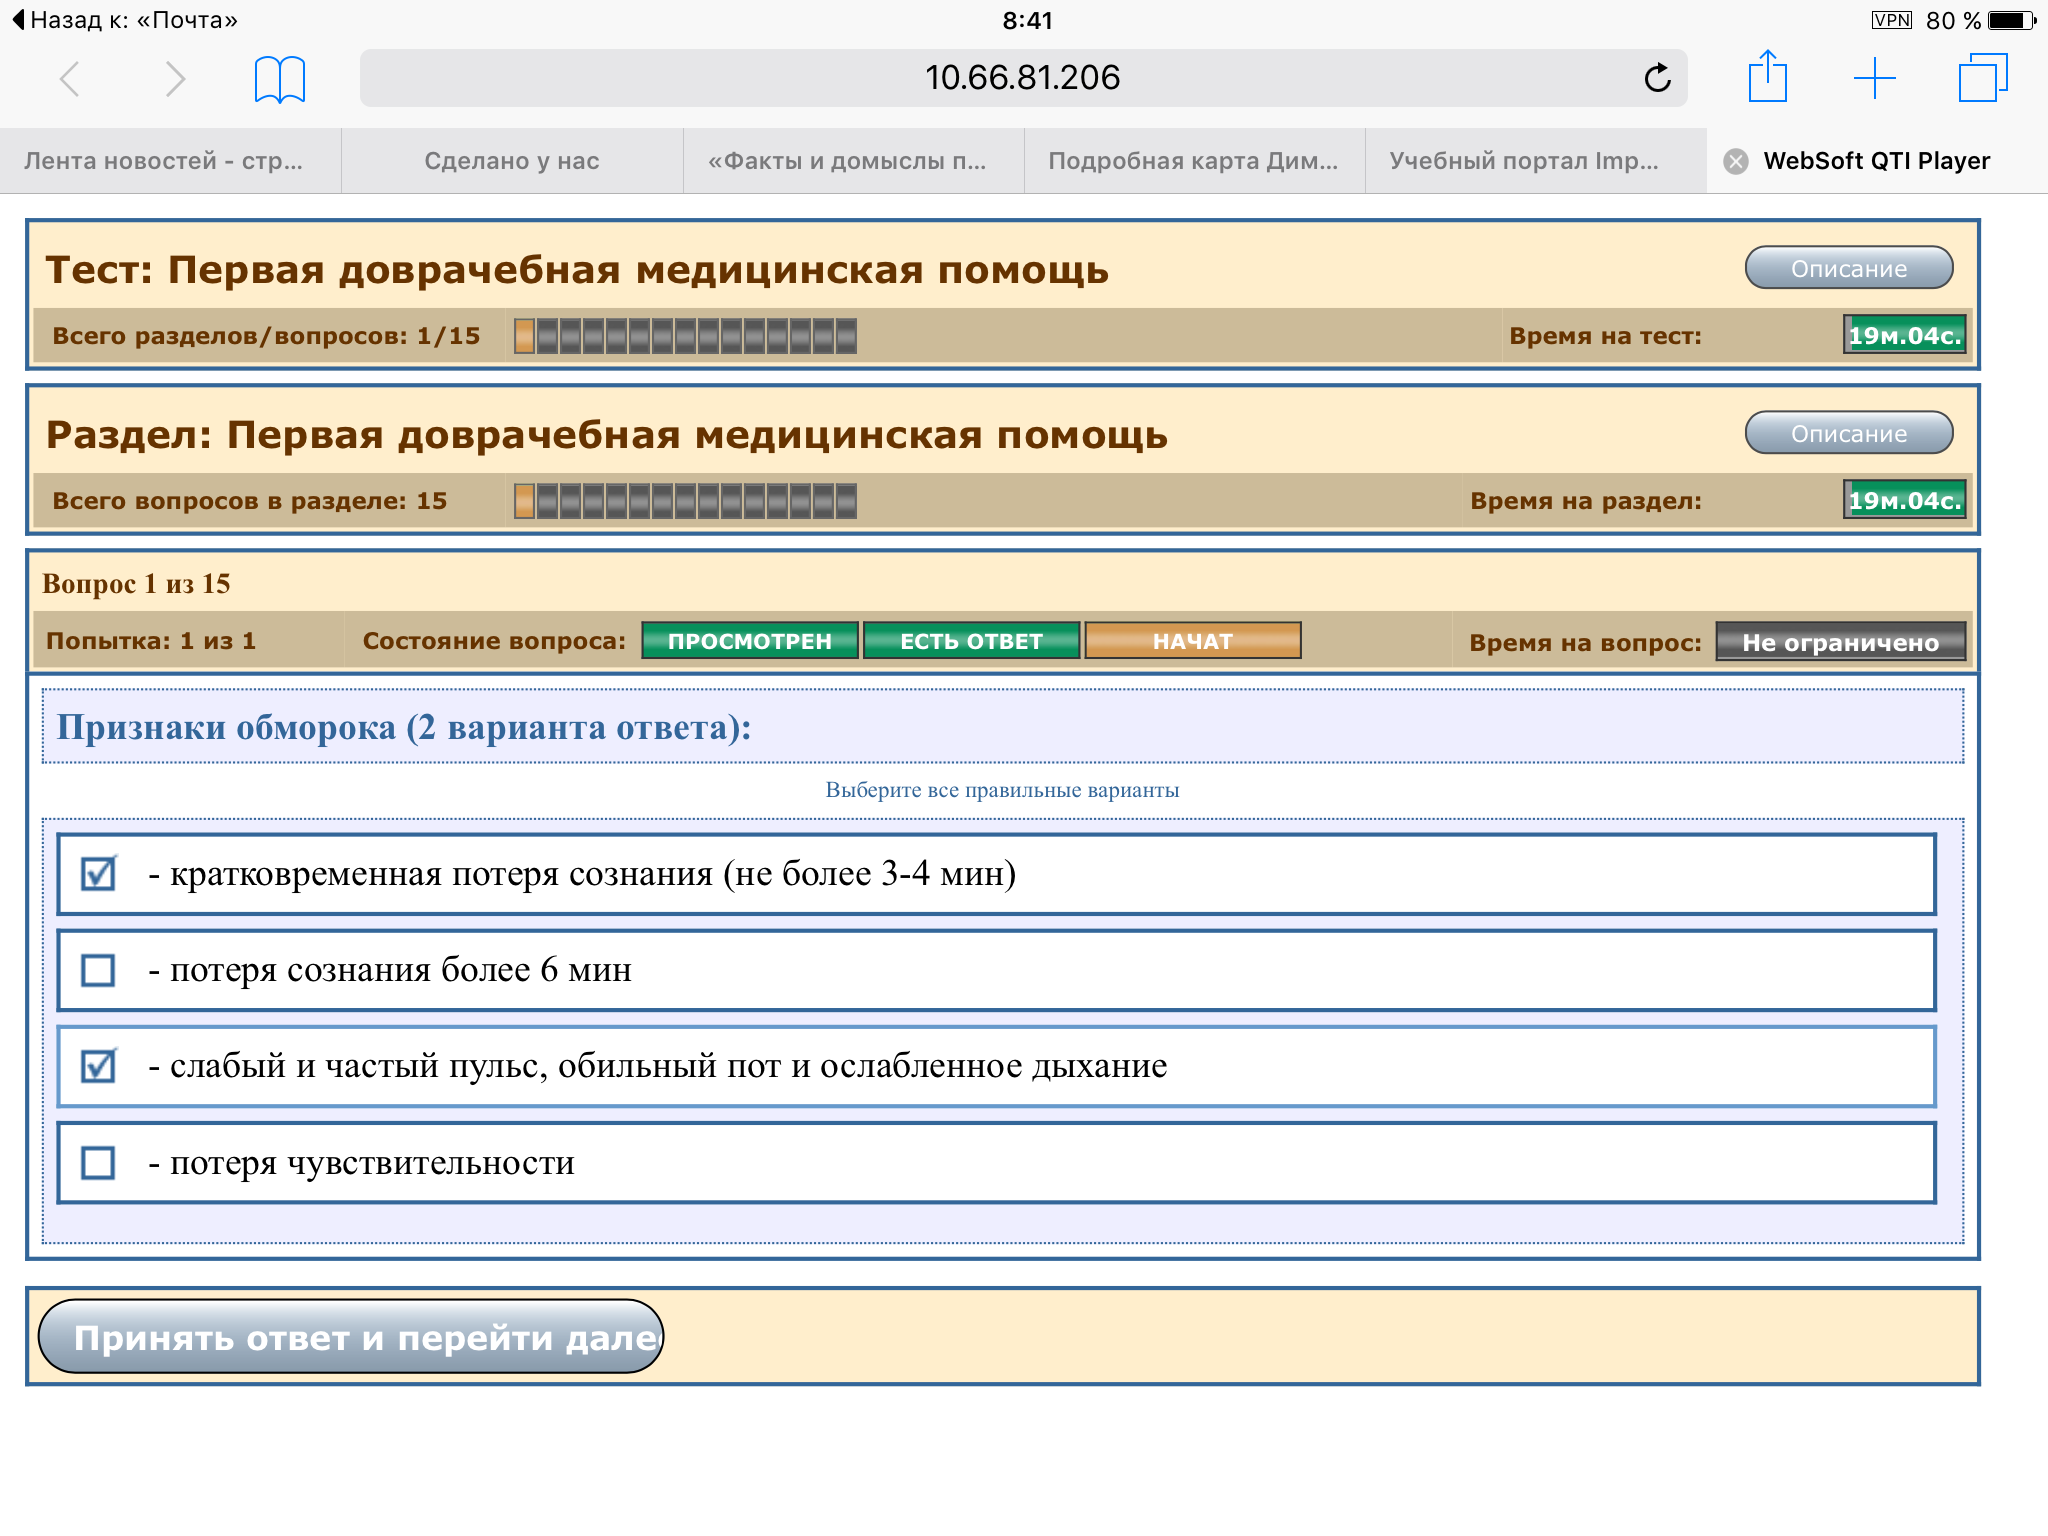 Назад к: «Почта»
8:41
VPN 80 %
10.66.81.206
Лента новостей - стр...
Сделано у нас
«Факты и домыслы п...
Подробная карта Дим...
Учебный портал Imp...
WebSoft QTI Player
Тест: Первая доврачебная медицинская помощь
Описание
Всего разделов/вопросов: 1/15
Время на тест:
19м.04с.
Раздел: Первая доврачебная медицинская помощь
Описание
Всего вопросов в разделе: 15
Время на раздел:
19м.04с.
Вопрос 1 из 15
Попытка: 1 из 1
Состояние вопроса:
ПРОСМОТРЕН
ЕСТЬ ОТВЕТ
НАЧАТ
Время на вопрос:
Не ограничено
Признаки обморока (2 варианта ответа):
Выберите все правильные варианты
- кратковременная потеря сознания (не более 3-4 мин)
- потеря сознания более 6 мин
- слабый и частый пульс, обильный пот и ослабленное дыхание
- потеря чувствительности
Принять ответ и перейти далее